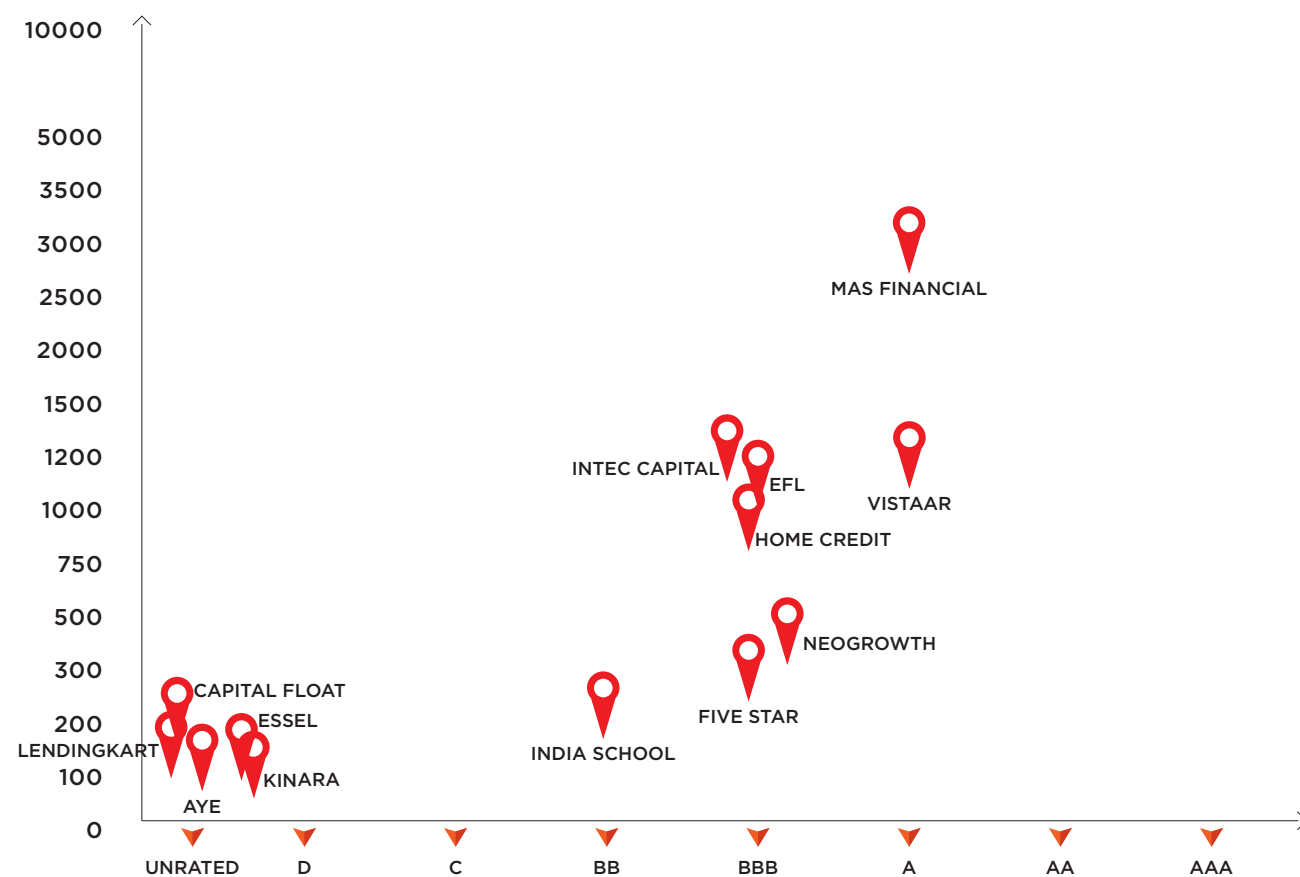 10000
5000
3500
3000
2500
2000
1500
1200
1000
750
500
300
200
100
0
MAS FINANCIAL
INTEC CAPITAL
EFL
VISTAAR
HOME CREDIT
NEOGROWTH
CAPITAL FLOAT
FIVE STAR
ESSEL
LENDINGKART
INDIA SCHOOL
KINARA
AYE
UNRATED D C BB BBB A AA AAA